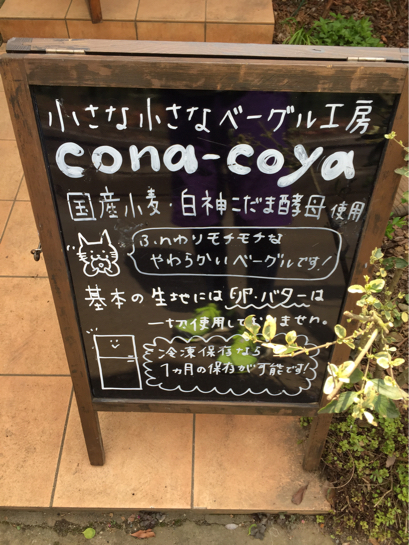 小さな小さなベーグル工房
cona-coya
国産小麦・白神こだま酵母使用
ふんわりモチモチな
やわらかいベーグルです!
基本の生地には卵・バターは
一切使用しておりません。
冷凍保存なら
1ヵ月の保存が可能です!